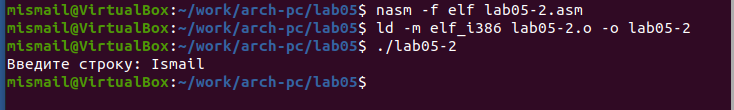 mismail@VirtualBox:~/work/arch-pc/lab05$ nasm -f elf lab05-2.asm
mismail@VirtualBox:~/work/arch-pc/lab05$ ld -m elf_i386 lab05-2.o -o lab05-2
mismail@VirtualBox:~/work/arch-pc/lab05$ ./lab05-2
Введите строку: Ismail
mismail@VirtualBox:~/work/arch-pc/lab05$